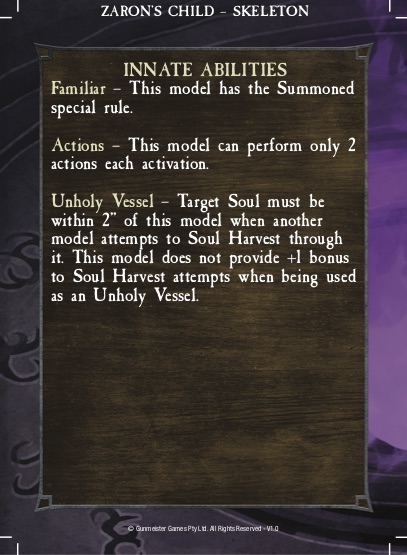 ZARON'S CHILD – SKELETON
INNATE ABILITIES
Familiar – This model has the Summoned
special rule.
Actions – This model can perform only 2
actions each activation.
Unholy Vessel – Target Soul must be
within 2” of this model when another
model attempts to Soul Harvest through
it. This model does not provide +1 bonus
to Soul Harvest attempts when being used
as an Unholy Vessel.
© Gunmeister Games Pty Ltd. All Rights Reserved - V1.0